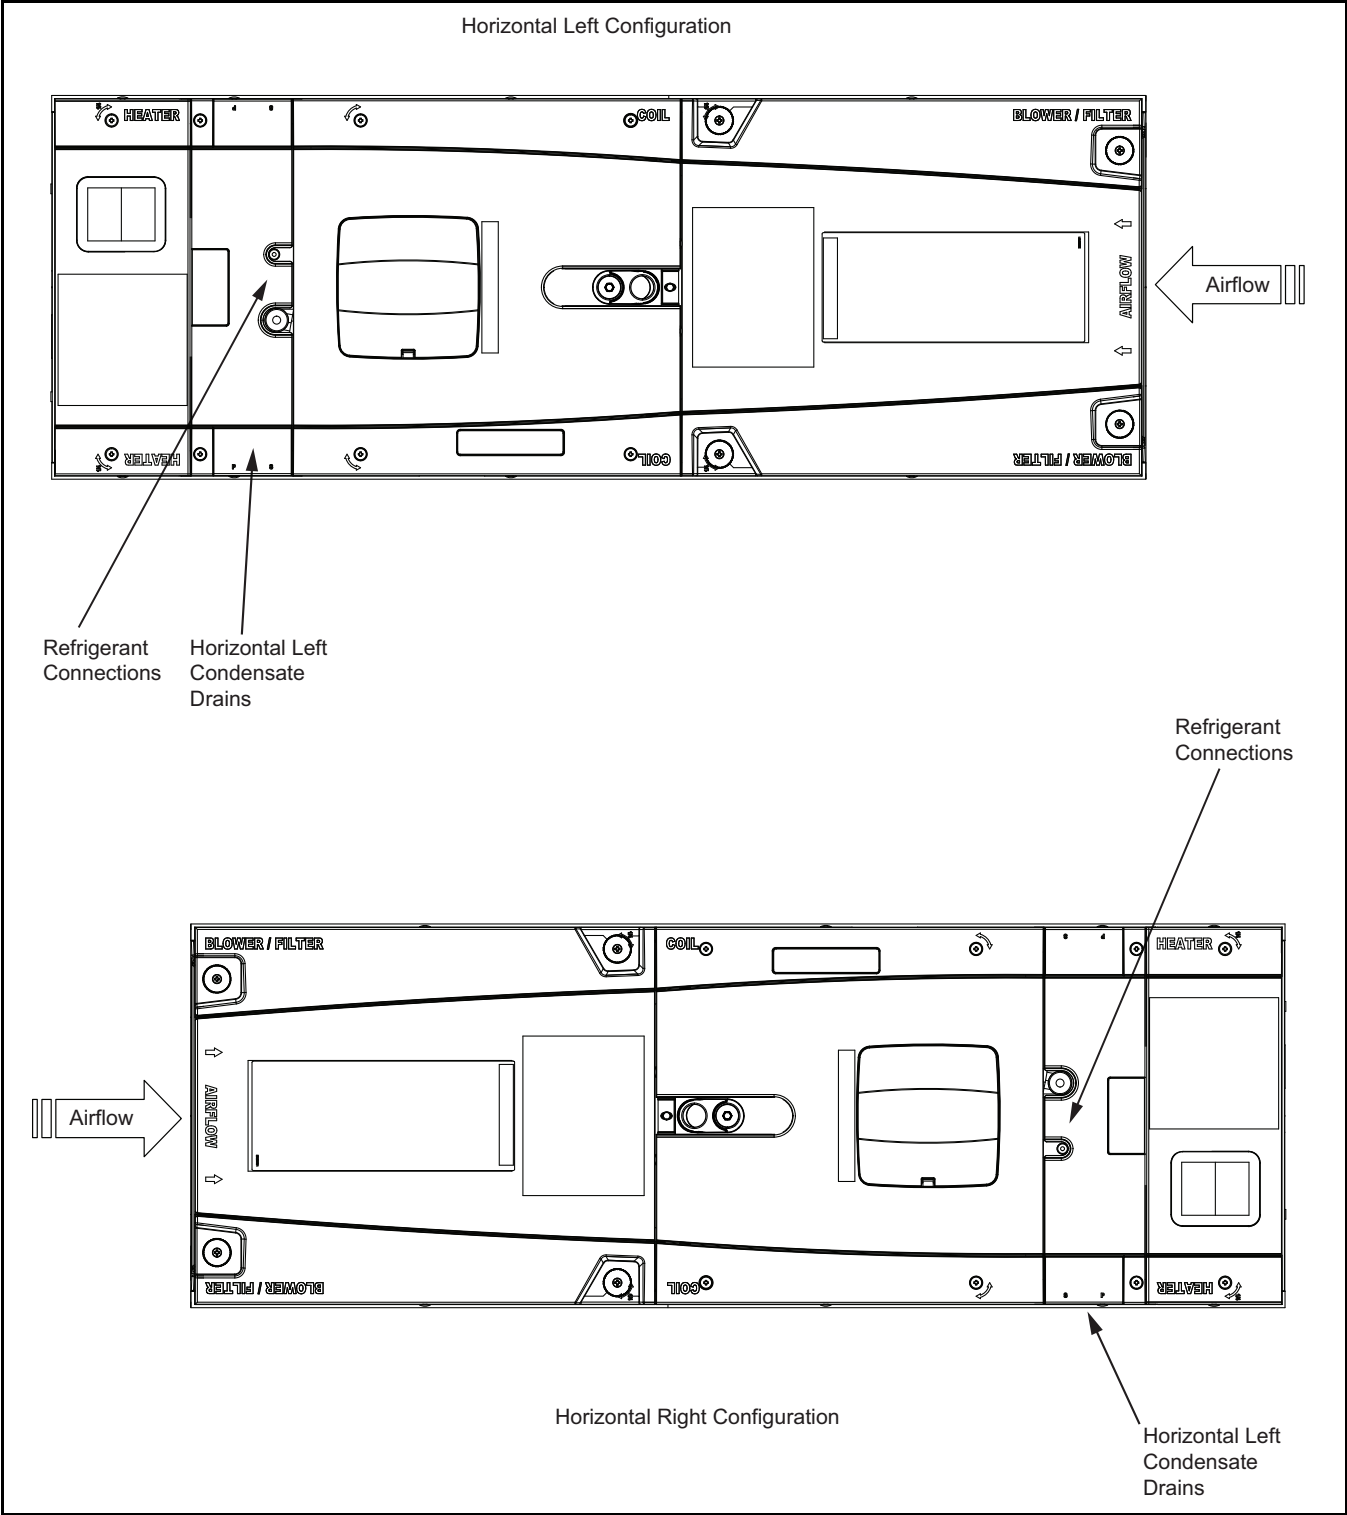 Horizontal Left Configuration
HEATER
P S
COIL
BLOWER / FILTER
AIRFLOW
Airflow
HEATER
P S
COIL
BLOWER / FILTER
Refrigerant
Connections
Horizontal Left
Condensate
Drains
Refrigerant
Connections
BLOWER / FILTER
COIL
S P
HEATER
AIRFLOW
Airflow
BLOWER / FILTER
COIL
S P
HEATER
Horizontal Right Configuration
Horizontal Left
Condensate
Drains